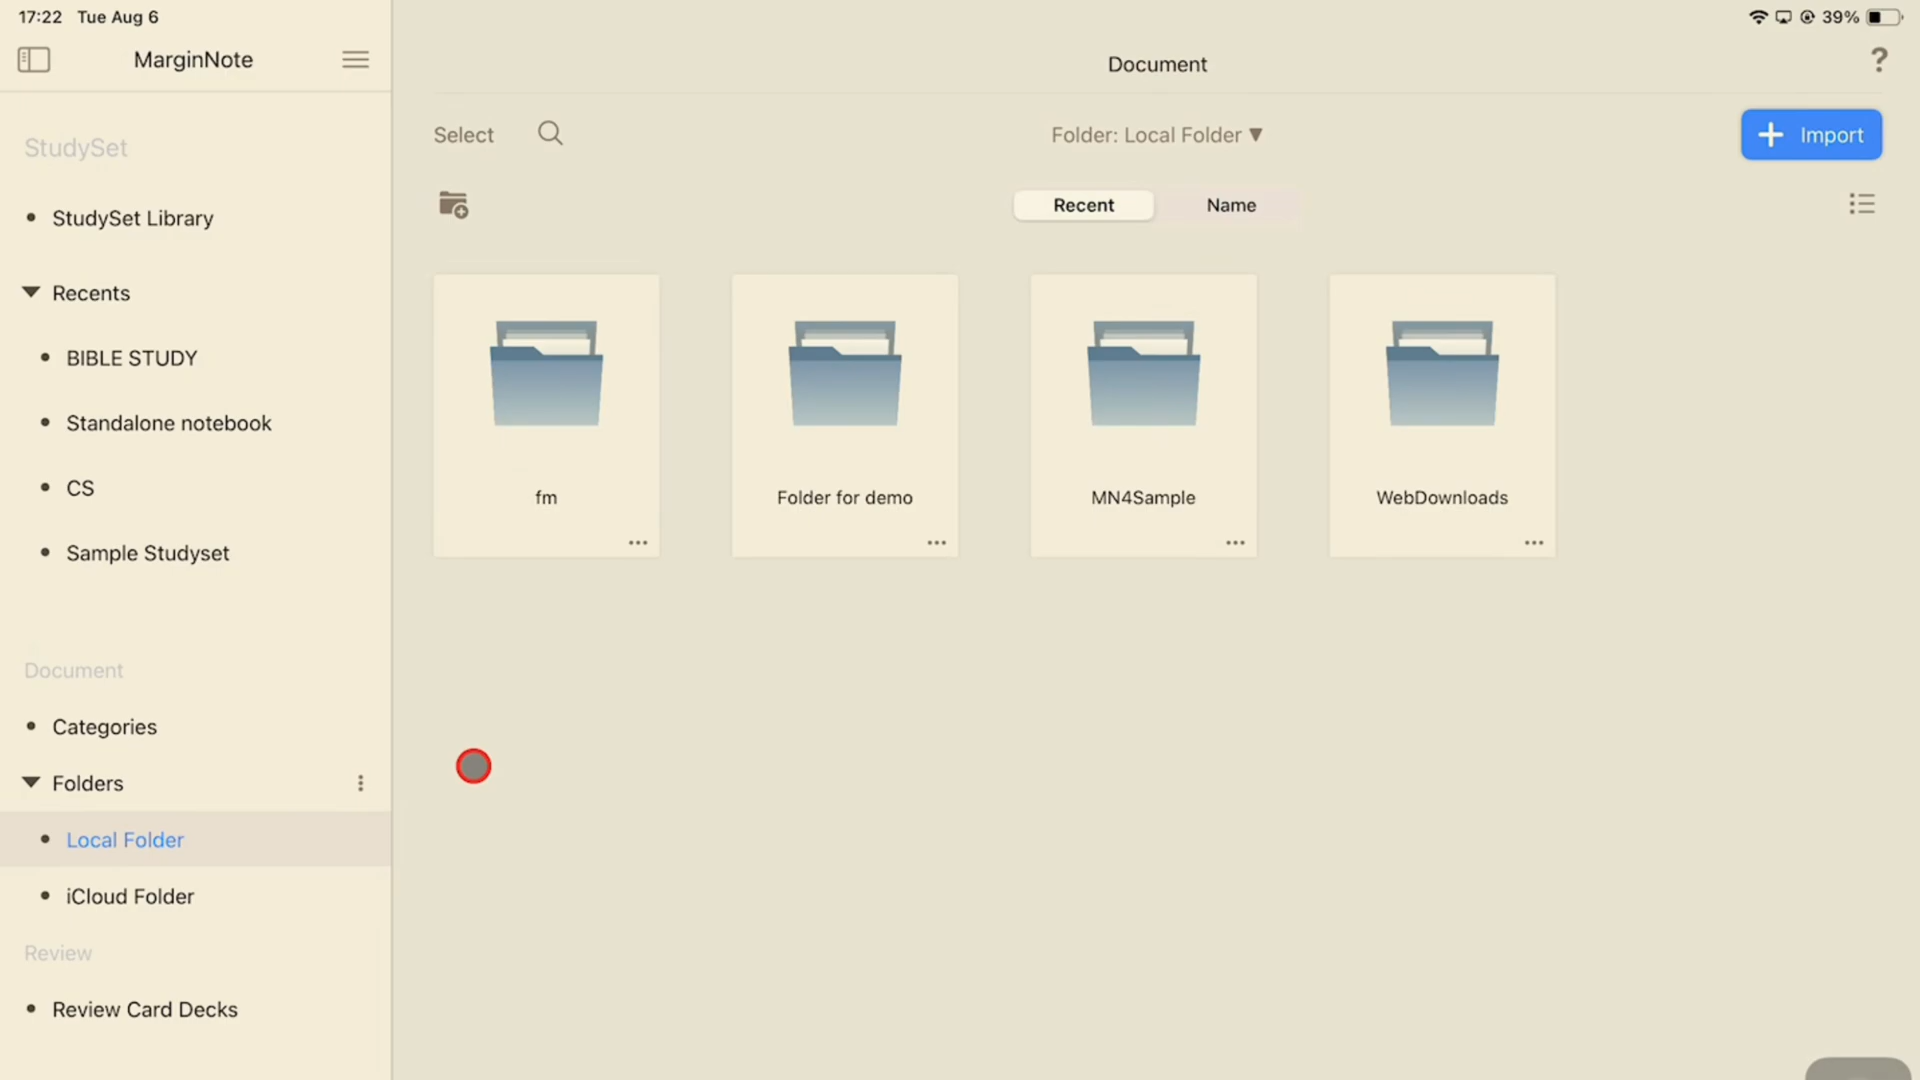 17:22 Tue Aug 6
39%
MarginNote
Document
?
StudySet
StudySet Library
Recents
BIBLE STUDY
Standalone notebook
CS
Sample Studyset
Document
Categories
Folders
Local Folder
iCloud Folder
Review
Review Card Decks
Select
Folder: Local Folder ▼
+ Import
Recent
Name
fm
Folder for demo
MN4Sample
WebDownloads